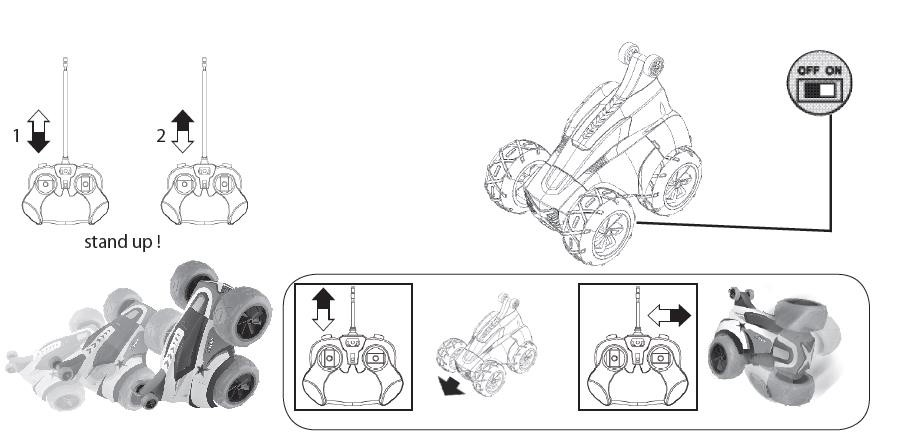 OFF ON
1
2
stand up !